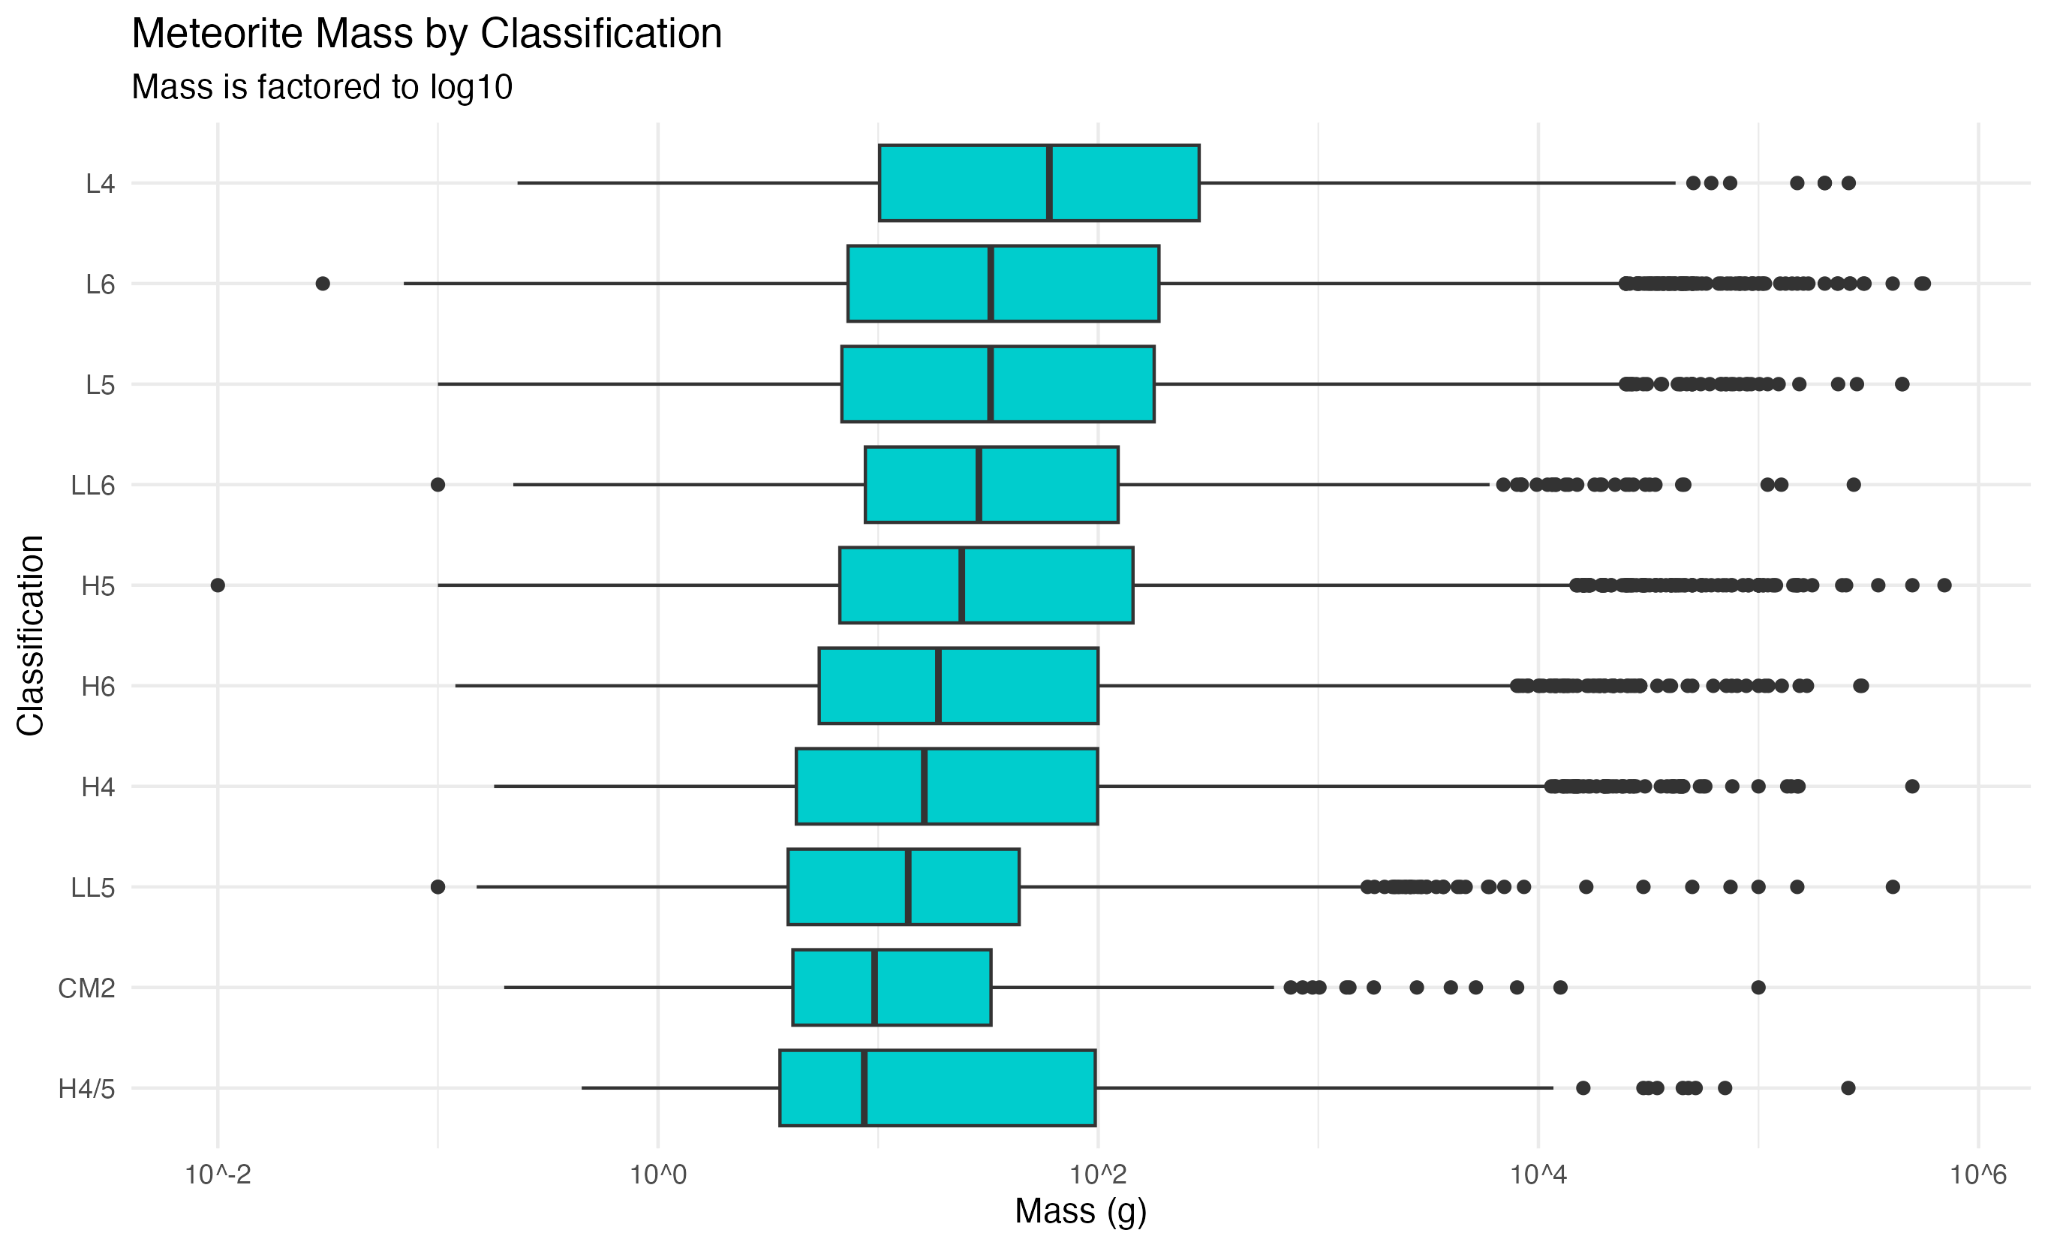 Meteorite Mass by Classification
Mass is factored to log10
Classification
L4
L6
L5
LL6
H5
H6
H4
LL5
CM2
H4/5
10^-2 10^0 10^2 10^4 10^6
Mass (g)